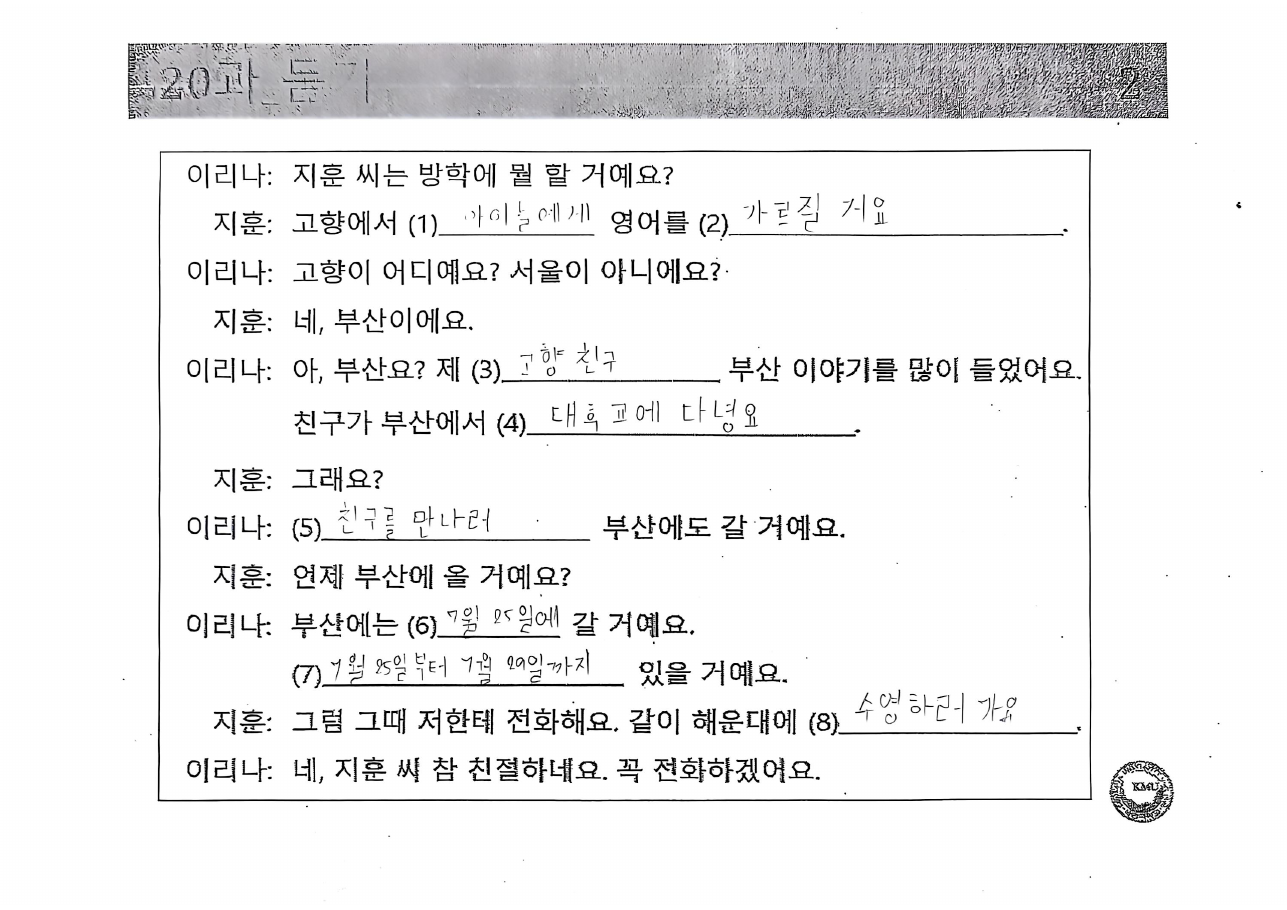 20과 듣기 2
이리나: 지훈 씨는 방학에 뭘 할 거예요?
지훈: 고향에서 (1) 아이들에게 영어를 (2) 가르질 거요.
이리나: 고향이 어디예요? 서울이 아니에요?
지훈: 네, 부산이에요.
이리나: 아, 부산요? 제 (3) 고향 친구 부산 이야기를 많이 들었어요.
친구가 부산에서 (4) 대혹교에 다녕요.
지훈: 그래요?
이리나: (5) 친구를 만나러 부산에도 갈 거예요.
지훈: 언제 부산에 올 거예요?
이리나: 부산에는 (6) 7월 25일에 갈 거예요.
(7) 7월 25일부터 7월 29일까지 있을 거예요.
지훈: 그럼 그때 저한테 전화해요. 같이 해운대에 (8) 수영하러 가요.
이리나: 네, 지훈 씨 참 친절하네요. 꼭 전화하겠어요.
KMU